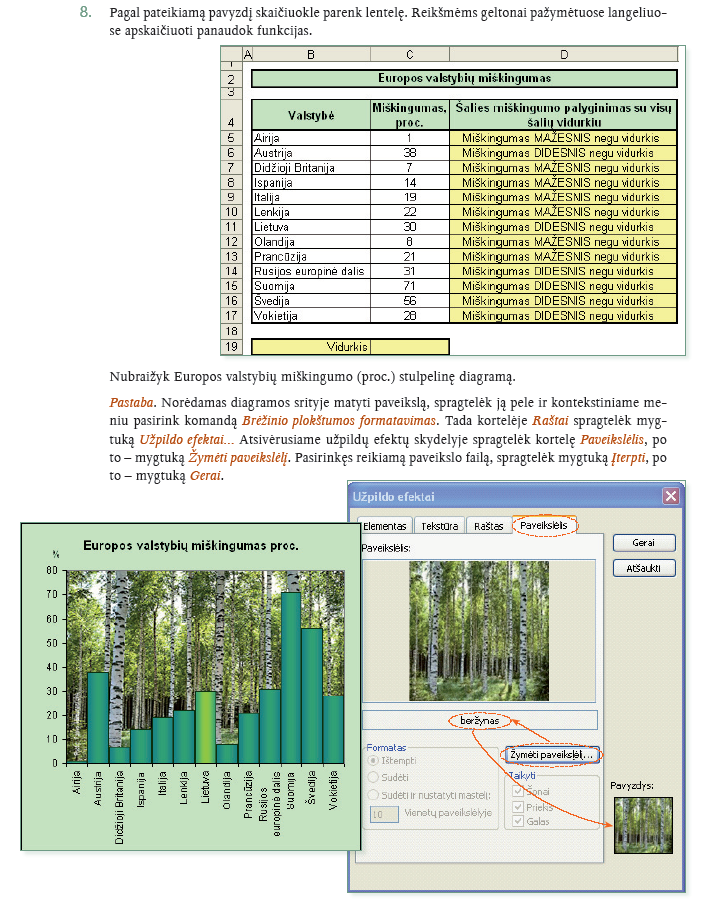 8. Pagal pateikiamą pavyzdį skaičiuokle parenk lentelę. Reikšmėms geltonai pažymėtuose langeliuo-
se apskaičiuoti panaudok funkcijas.
A B C D
1
2 Europos valstybių miškingumas
3
4 Valstybė Miškingumas, proc. Šalies miškingumo palyginimas su visų šalių vidurkiu
5 Airija 1 Miškingumas MAŽESNIS negu vidurkis
6 Austrija 38 Miškingumas DIDESNIS negu vidurkis
7 Didžioji Britanija 7 Miškingumas MAŽESNIS negu vidurkis
8 Ispanija 14 Miškingumas MAŽESNIS negu vidurkis
9 Italija 19 Miškingumas MAŽESNIS negu vidurkis
10 Lenkija 22 Miškingumas MAŽESNIS negu vidurkis
11 Lietuva 30 Miškingumas DIDESNIS negu vidurkis
12 Olandija 8 Miškingumas MAŽESNIS negu vidurkis
13 Prancūzija 21 Miškingumas MAŽESNIS negu vidurkis
14 Rusijos europinė dalis 31 Miškingumas DIDESNIS negu vidurkis
15 Suomija 71 Miškingumas DIDESNIS negu vidurkis
16 Švedija 56 Miškingumas DIDESNIS negu vidurkis
17 Vokietija 28 Miškingumas DIDESNIS negu vidurkis
18
19 Vidurkis
Nubraižyk Europos valstybių miškingumo (proc.) stulpelinę diagramą.
Pastaba. Norėdamas diagramos srityje matyti paveikslą, spragtelėk ją pele ir kontekstiniame me-
niu pasirink komandą Brėžinio plokštumos formatavimas. Tada kortelėje Raštai spragtelėk myg-
tuką Užpildo efektai... Atsivėrusiame užpildų efektų skydelyje spragtelėk kortelę Paveikslėlis, po
to – mygtuką Žymėti paveikslėlį. Pasirinkęs reikiamą paveikslo failą, spragtelėk mygtuką Įterpti, po
to – mygtuką Gerai.
Europos valstybių miškingumas proc.
%
80
70
60
50
40
30
20
10
0
Airija
Austrija
Didžioji Britanija
Ispanija
Italija
Lenkija
Lietuva
Olandija
Prancūzija
Rusijos
europinė dalis
Suomija
Švedija
Vokietija
Užpildo efektai
Elementas Tekstūra Raštas Paveikslėlis
Gerai
Atšaukti
Paveikslėlis:
beržynas
Žymėti paveikslėlį...
Formatas
Ištempti
Sudėti
Sudėti ir nustatyti mastelį:
10 Vienetų paveikslėlyje
Taikyti
Šonai
Prieks
Galas
Pavyzdys: